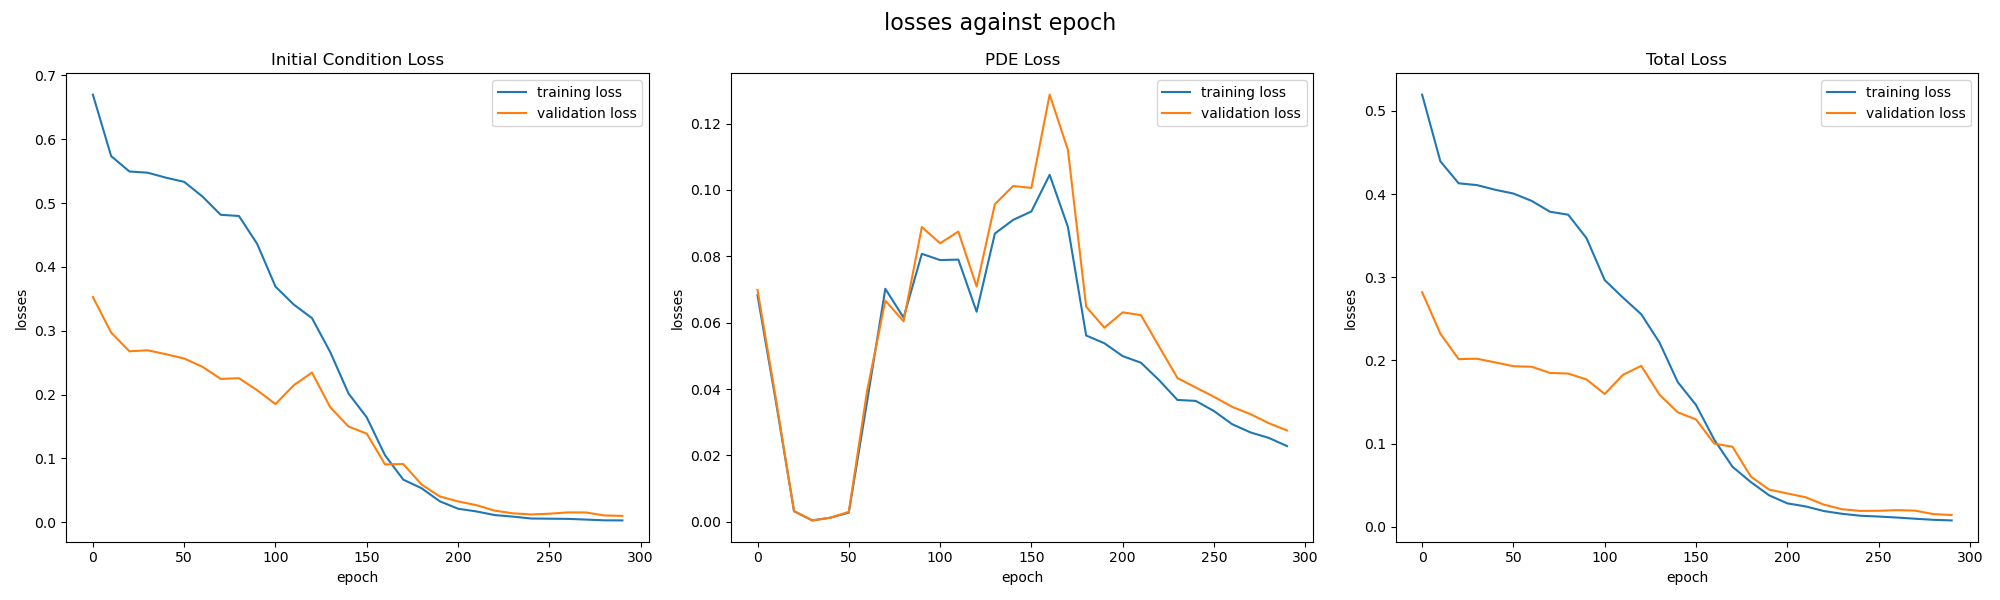 losses against epoch
Initial Condition Loss
PDE Loss
Total Loss
training loss
validation loss
training loss
validation loss
training loss
validation loss
0.7
0.6
0.5
0.4
0.3
0.2
0.1
0.0
losses
0 50 100 150 200 250 300
epoch
0.12
0.10
0.08
0.06
0.04
0.02
0.00
losses
0 50 100 150 200 250 300
epoch
0.5
0.4
0.3
0.2
0.1
0.0
losses
0 50 100 150 200 250 300
epoch